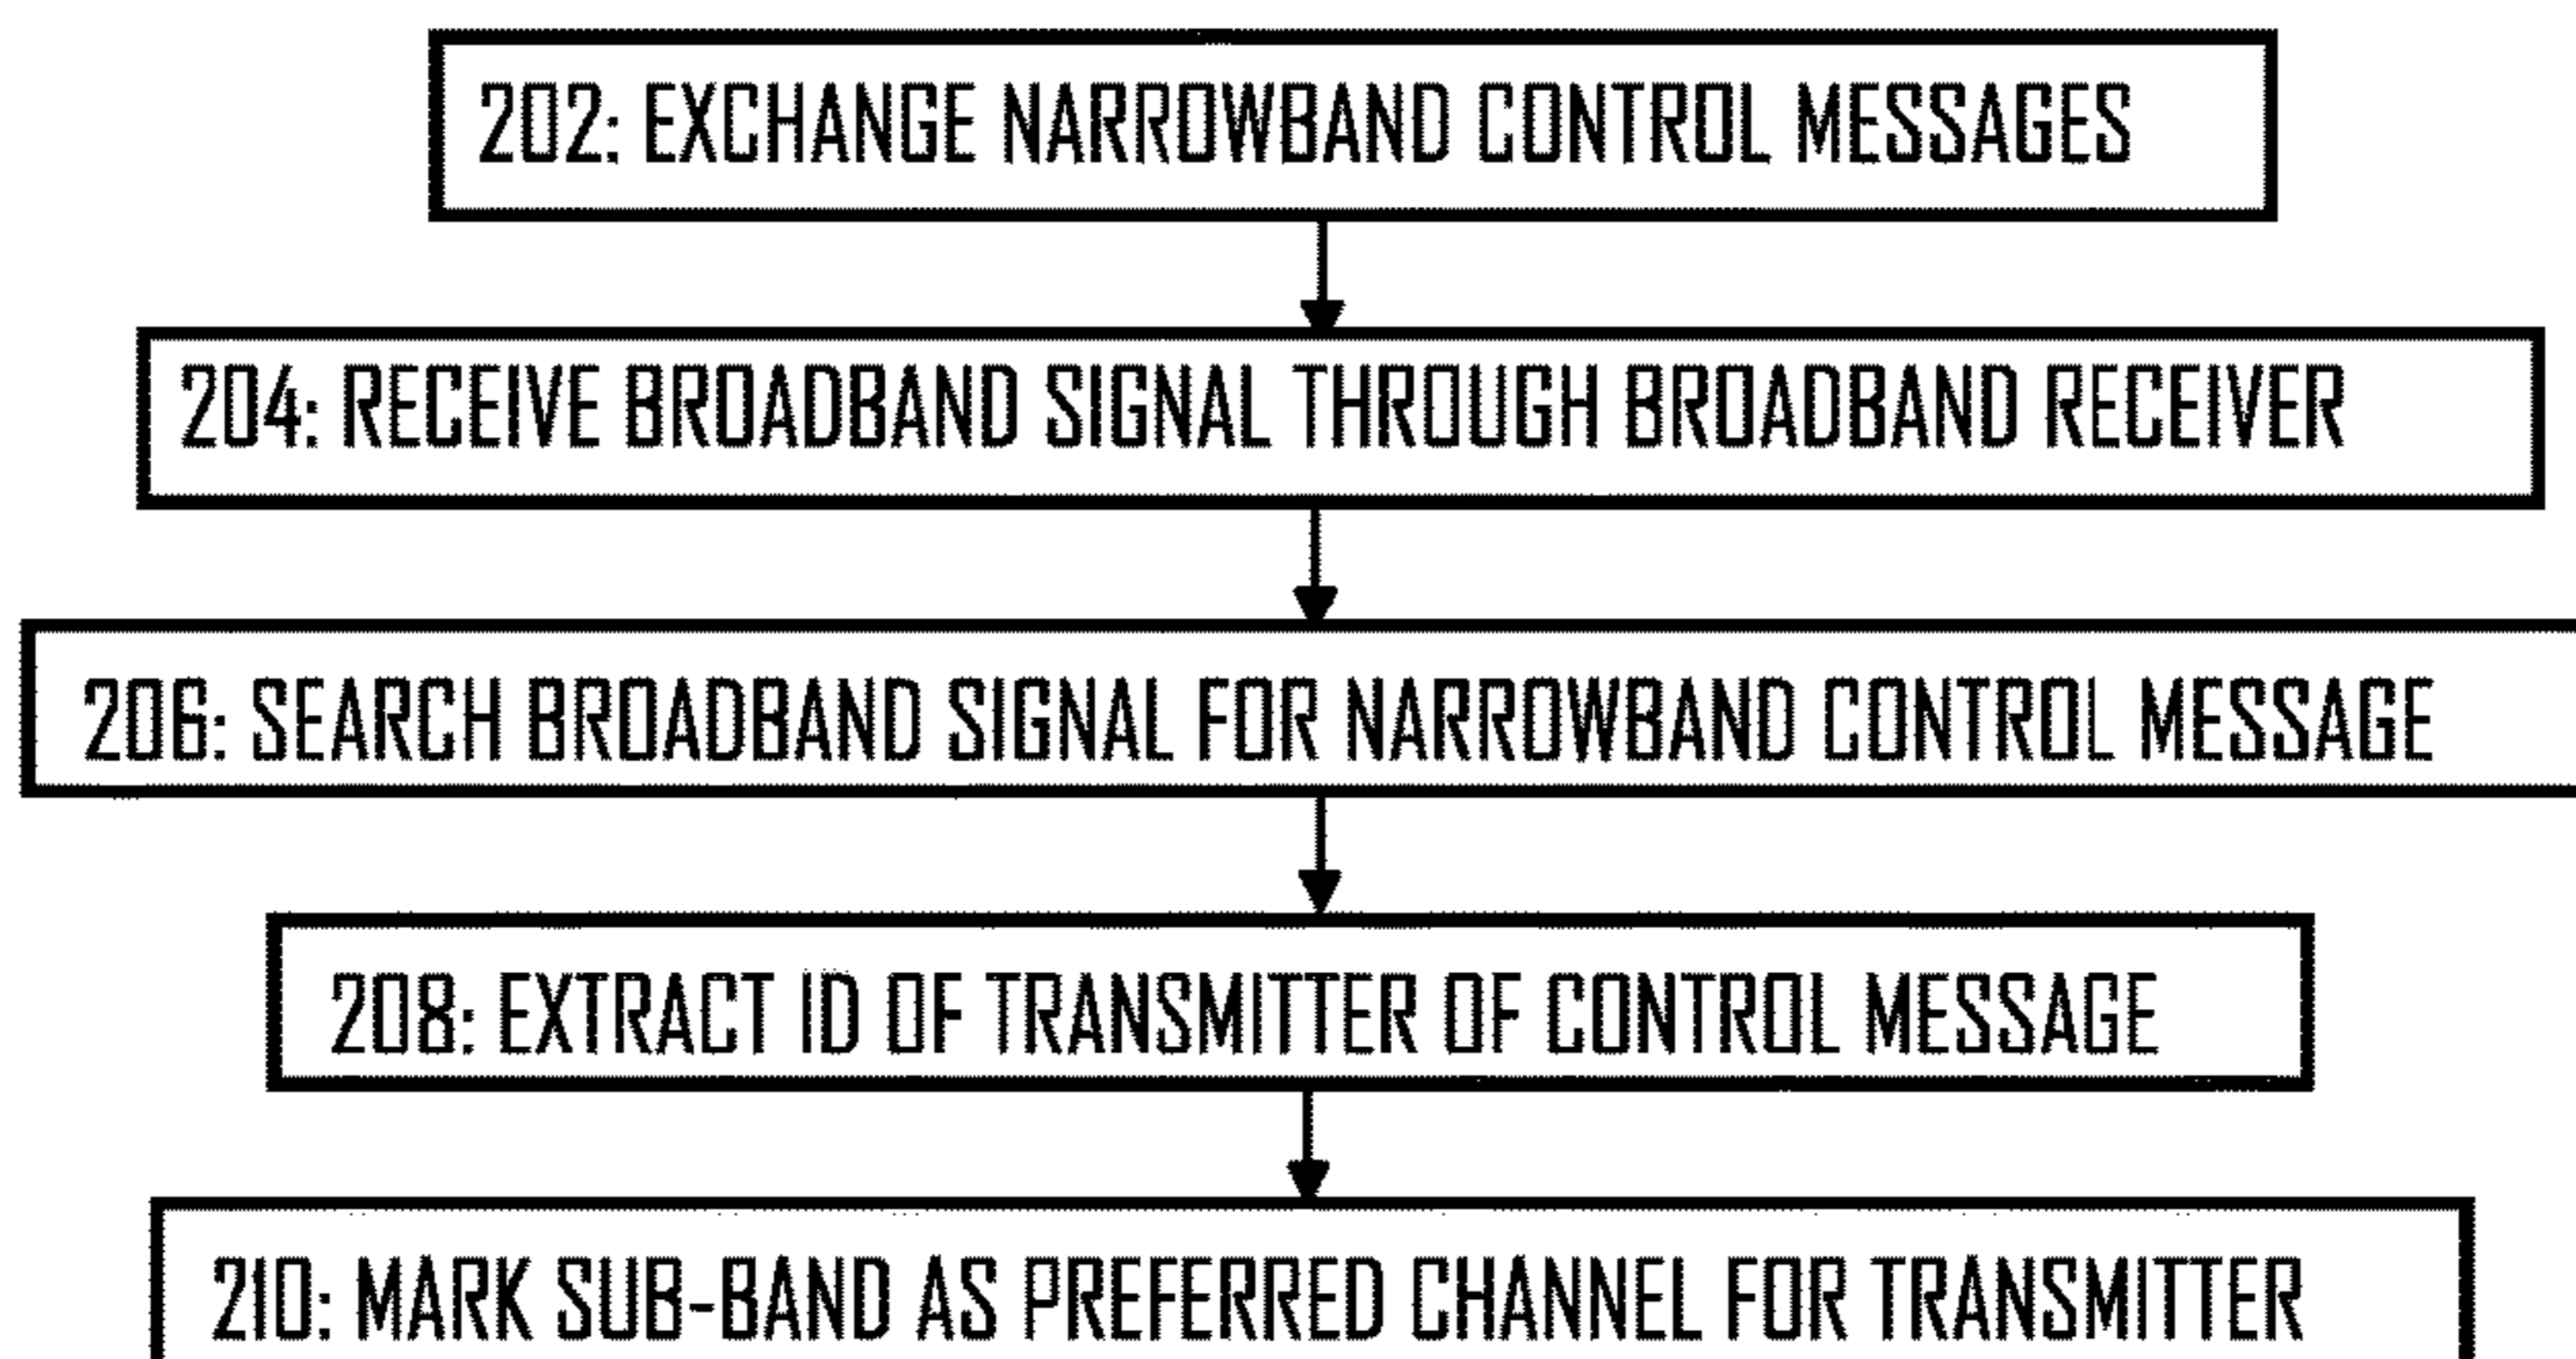 202: EXCHANGE NARROWBAND CONTROL MESSAGES
204: RECEIVE BROADBAND SIGNAL THROUGH BROADBAND RECEIVER
206: SEARCH BROADBAND SIGNAL FOR NARROWBAND CONTROL MESSAGE
208: EXTRACT ID OF TRANSMITTER OF CONTROL MESSAGE
210: MARK SUB-BAND AS PREFERRED CHANNEL FOR TRANSMITTER